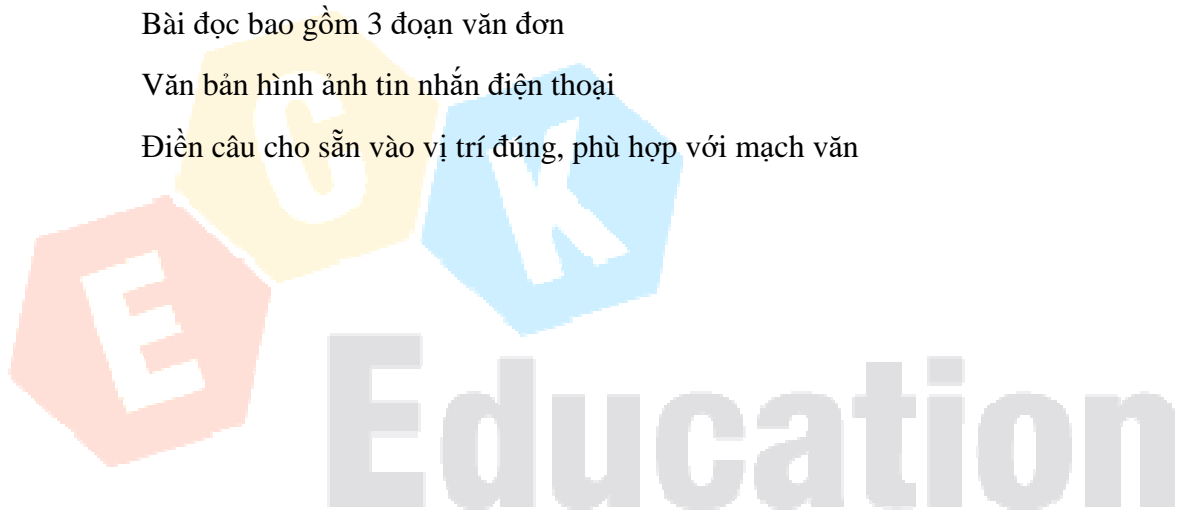 Bài đọc bao gồm 3 đoạn văn đơn
Văn bản hình ảnh tin nhắn điện thoại
Điền câu cho sẵn vào vị trí đúng, phù hợp với mạch văn
E C K
Education